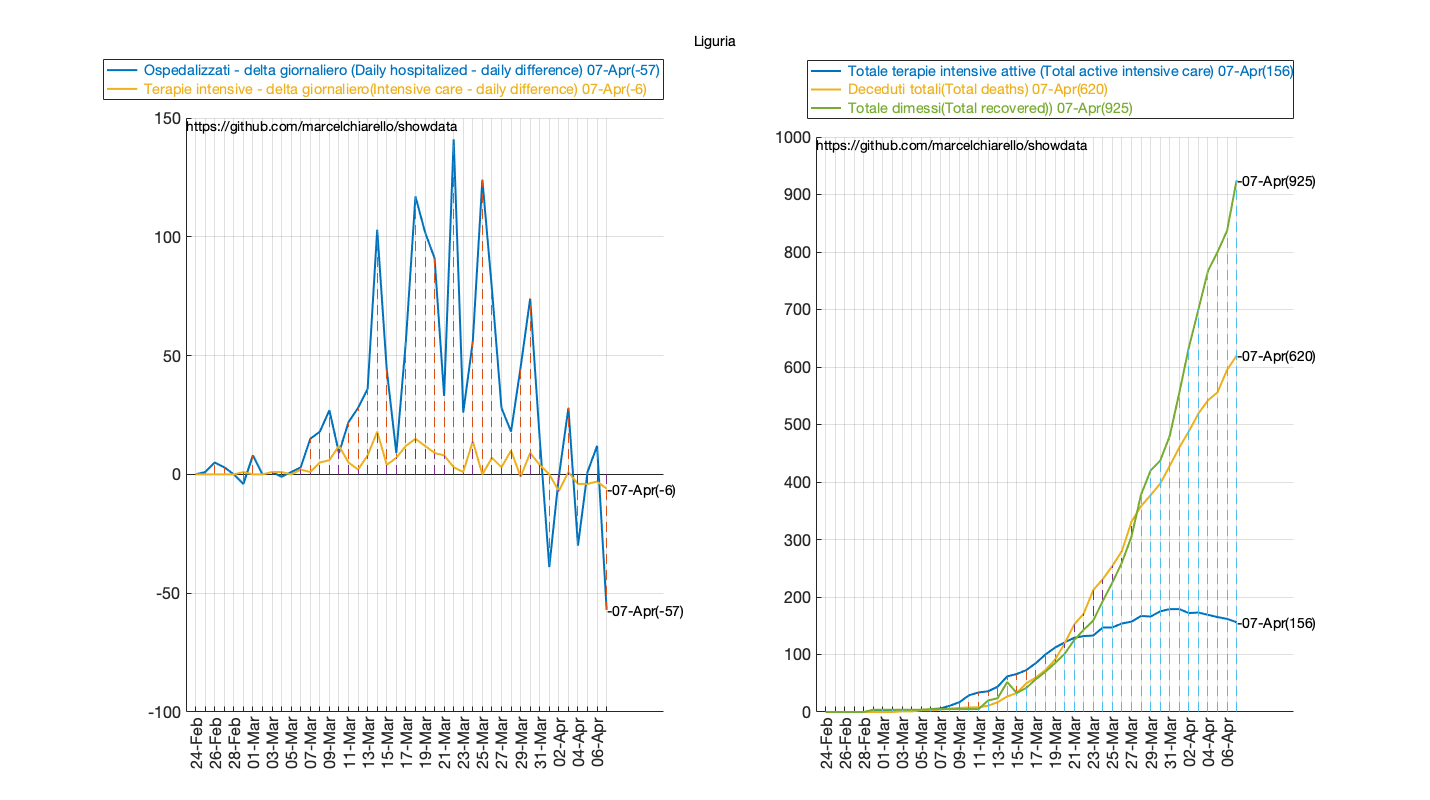 Liguria
Ospedalizzati - delta giornaliero (Daily hospitalized - daily difference) 07-Apr(-57)
Terapie intensive - delta giornaliero(Intensive care - daily difference) 07-Apr(-6)
150
https://github.com/marcelchiarello/showdata
100
50
0
-50
-100
-07-Apr(-6)
-07-Apr(-57)
24-Feb
26-Feb
28-Feb
01-Mar
03-Mar
05-Mar
07-Mar
09-Mar
11-Mar
13-Mar
15-Mar
17-Mar
19-Mar
21-Mar
23-Mar
25-Mar
27-Mar
29-Mar
31-Mar
02-Apr
04-Apr
06-Apr
Totale terapie intensive attive (Total active intensive care) 07-Apr(156)
Deceduti totali(Total deaths) 07-Apr(620)
Totale dimessi(Total recovered)) 07-Apr(925)
1000
https://github.com/marcelchiarello/showdata
900
800
700
600
500
400
300
200
100
0
-07-Apr(925)
-07-Apr(620)
-07-Apr(156)
24-Feb
26-Feb
28-Feb
01-Mar
03-Mar
05-Mar
07-Mar
09-Mar
11-Mar
13-Mar
15-Mar
17-Mar
19-Mar
21-Mar
23-Mar
25-Mar
27-Mar
29-Mar
31-Mar
02-Apr
04-Apr
06-Apr